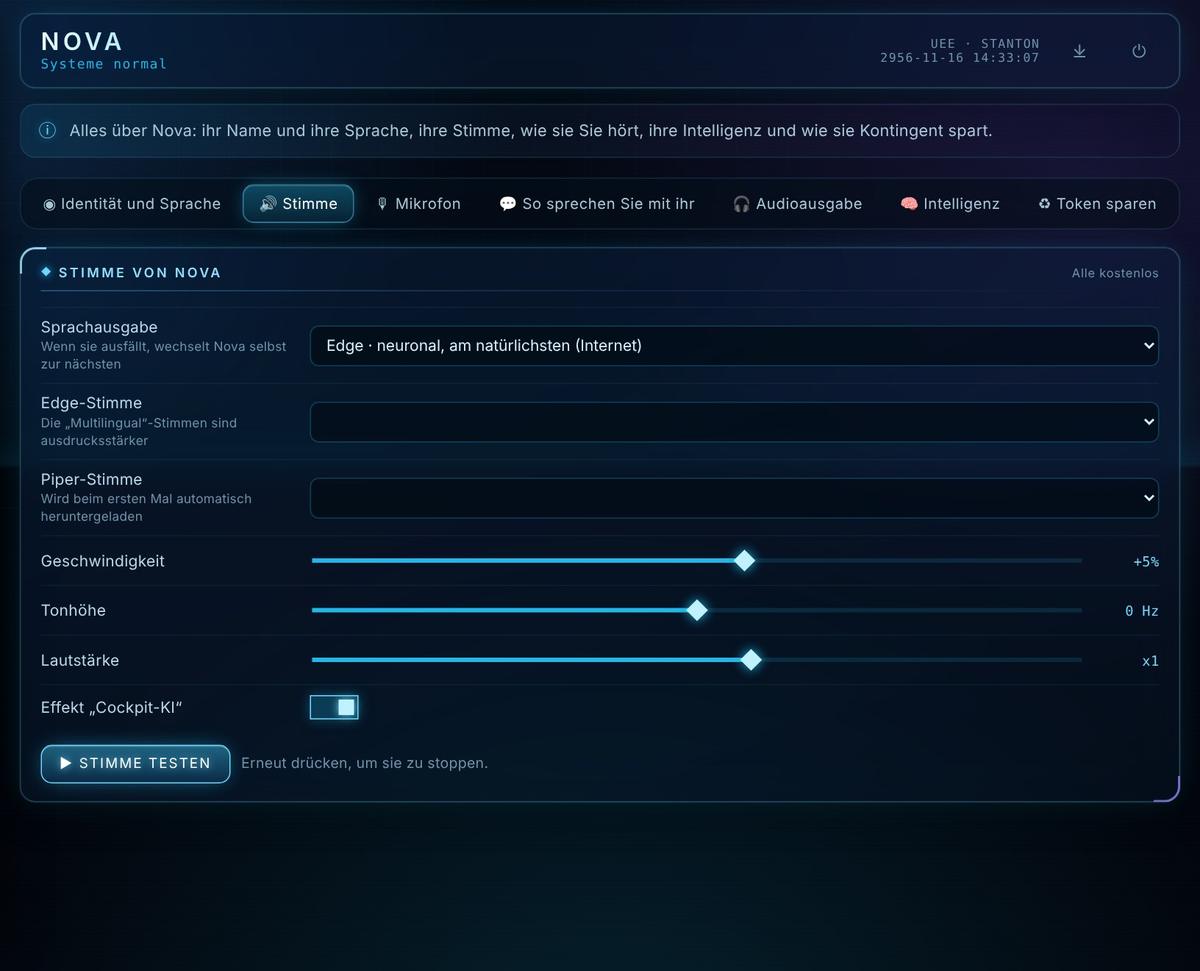 NOVA
Systeme normal
UEE · STANTON
2956-11-16 14:33:07
Alles über Nova: ihr Name und ihre Sprache, ihre Stimme, wie sie Sie hört, ihre Intelligenz und wie sie Kontingent spart.
Identität und Sprache
Stimme
Mikrofon
So sprechen Sie mit ihr
Audioausgabe
Intelligenz
Token sparen
STIMME VON NOVA
Alle kostenlos
Sprachausgabe
Wenn sie ausfällt, wechselt Nova selbst
zur nächsten
Edge · neuronal, am natürlichsten (Internet)
Edge-Stimme
Die „Multilingual“-Stimmen sind
ausdrucksstärker
Piper-Stimme
Wird beim ersten Mal automatisch
heruntergeladen
Geschwindigkeit
+5%
Tonhöhe
0 Hz
Lautstärke
x1
Effekt „Cockpit-KI“
STIMME TESTEN
Erneut drücken, um sie zu stoppen.